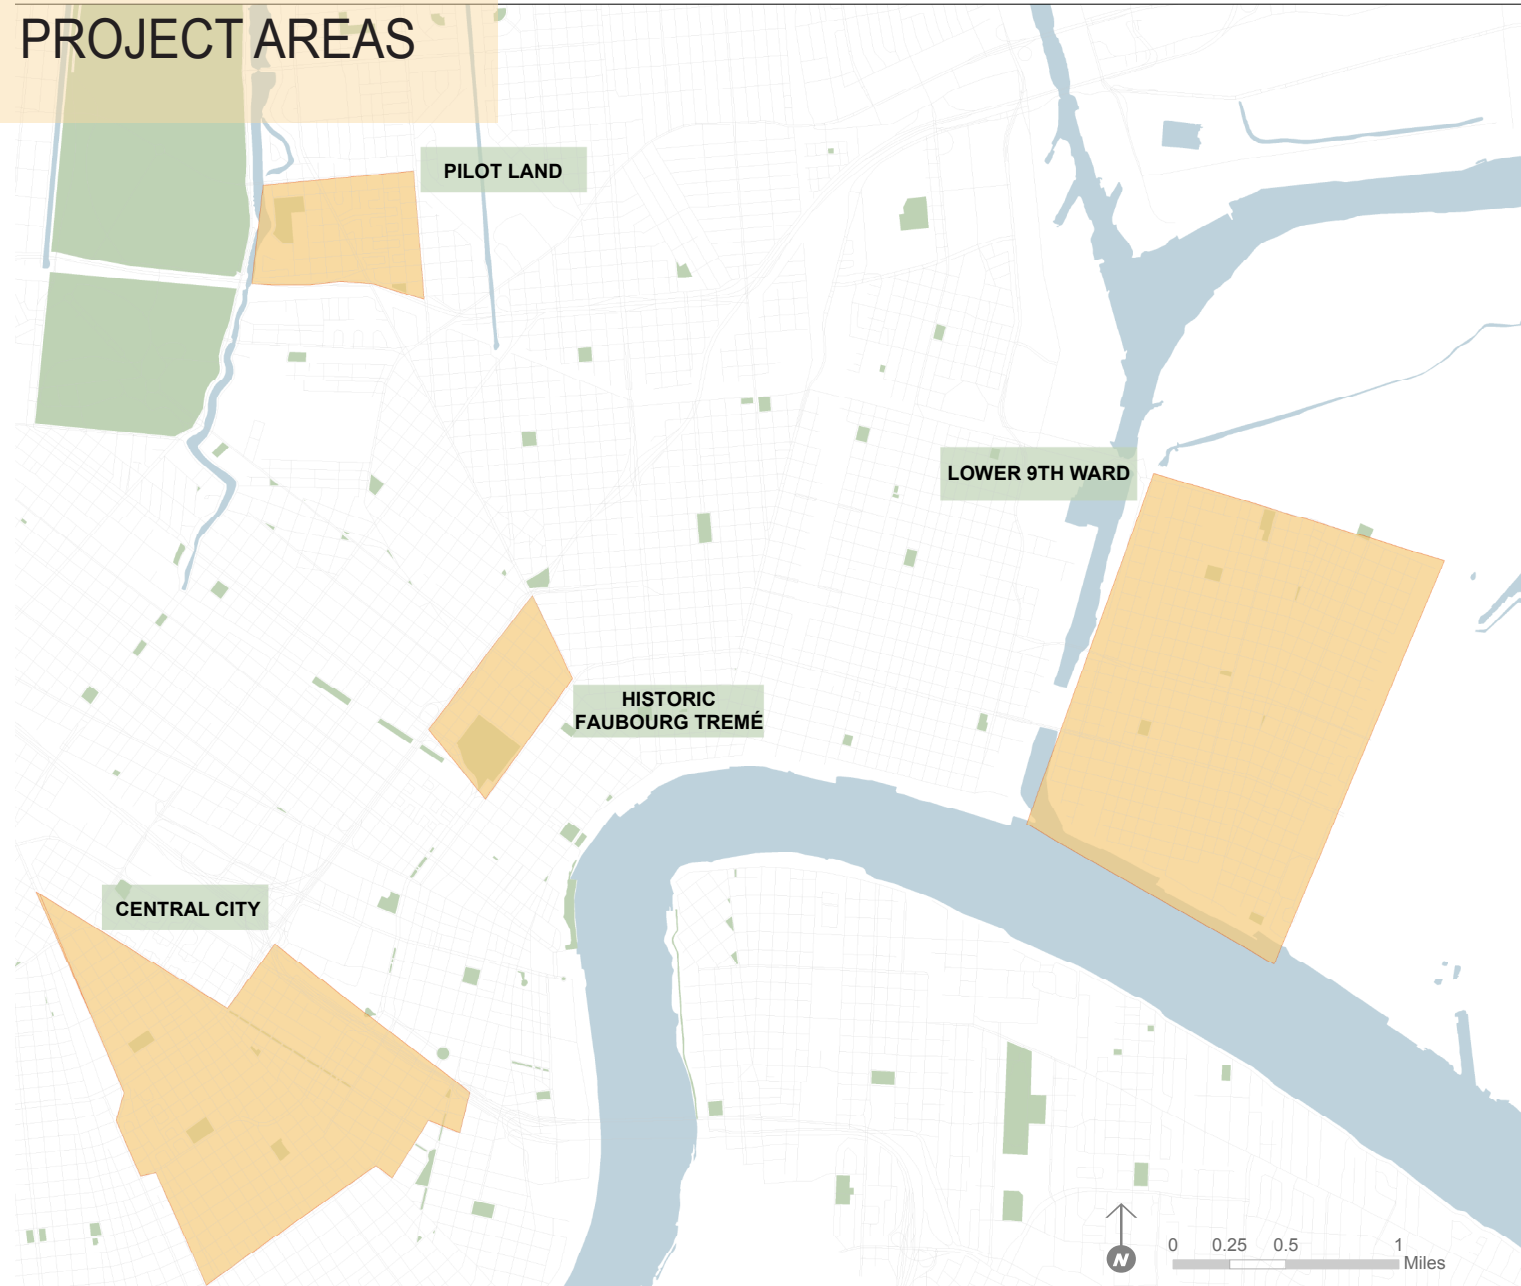 PROJECT AREAS
PILOT LAND
LOWER 9TH WARD
HISTORIC
FAUBOURG TREMÉ
CENTRAL CITY
N
0 0.25 0.5 1
Miles